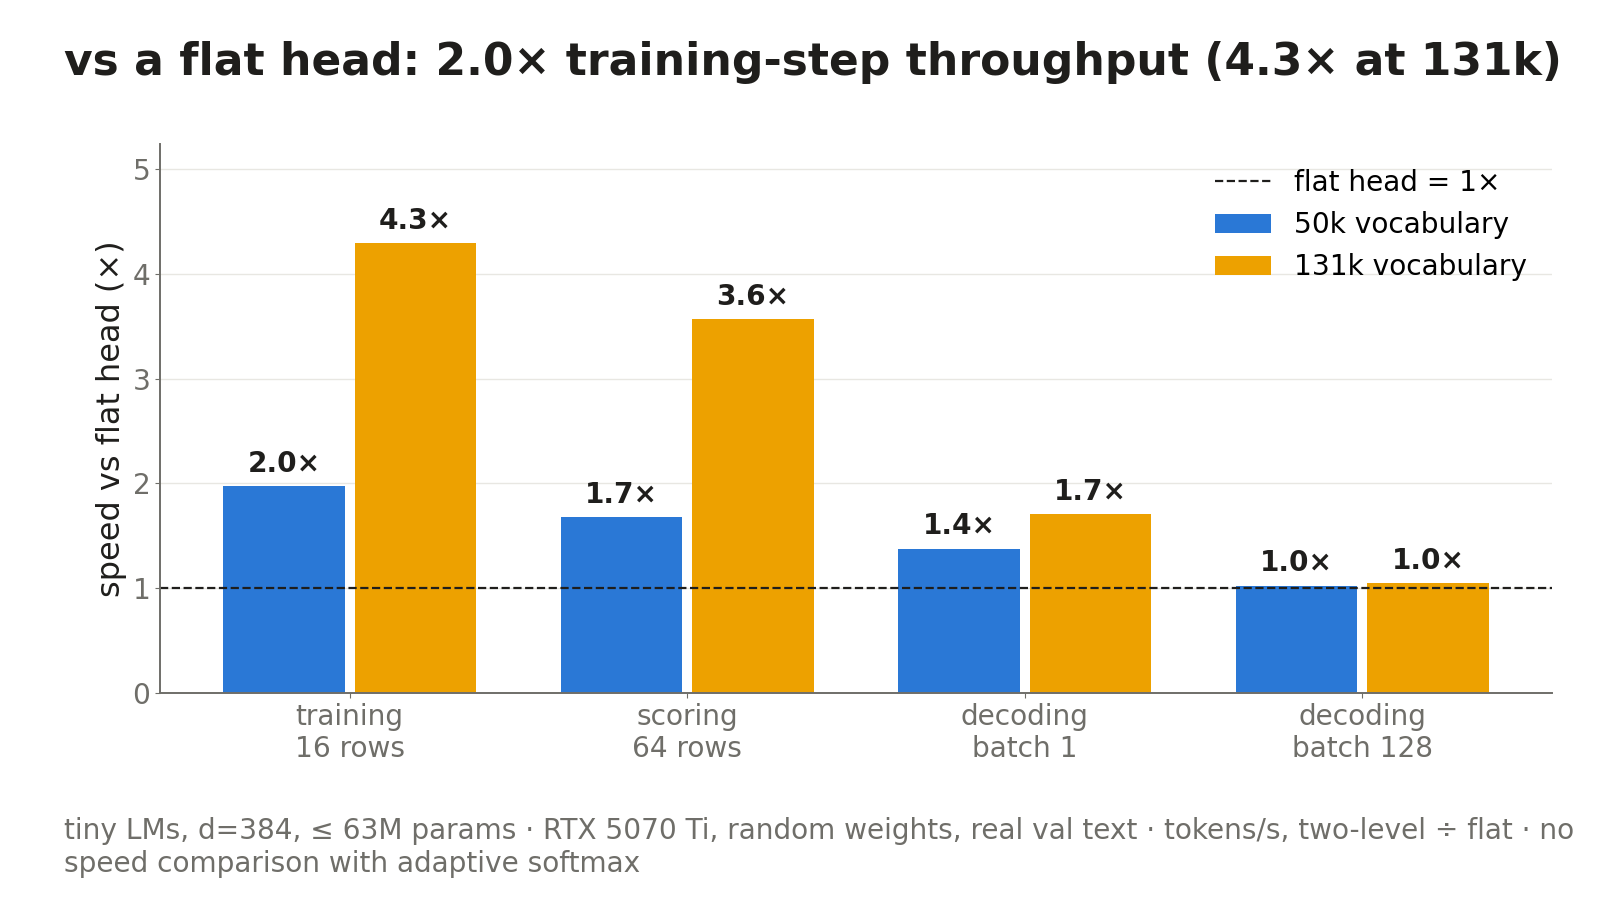 vs a flat head: 2.0× training-step throughput (4.3× at 131k)
speed vs flat head (×)
5
4
3
2
1
0
flat head = 1×
50k vocabulary
131k vocabulary
2.0×
4.3×
1.7×
3.6×
1.4×
1.7×
1.0×
1.0×
training
16 rows
scoring
64 rows
decoding
batch 1
decoding
batch 128
tiny LMs, d=384, ≤ 63M params · RTX 5070 Ti, random weights, real val text · tokens/s, two-level ÷ flat · no
speed comparison with adaptive softmax